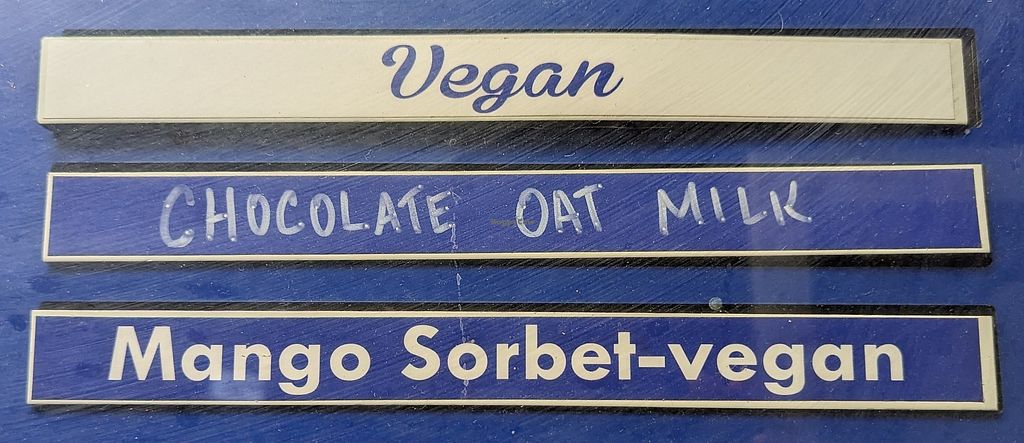 Vegan
CHOCOLATE OAT MILK
Mango Sorbet-vegan